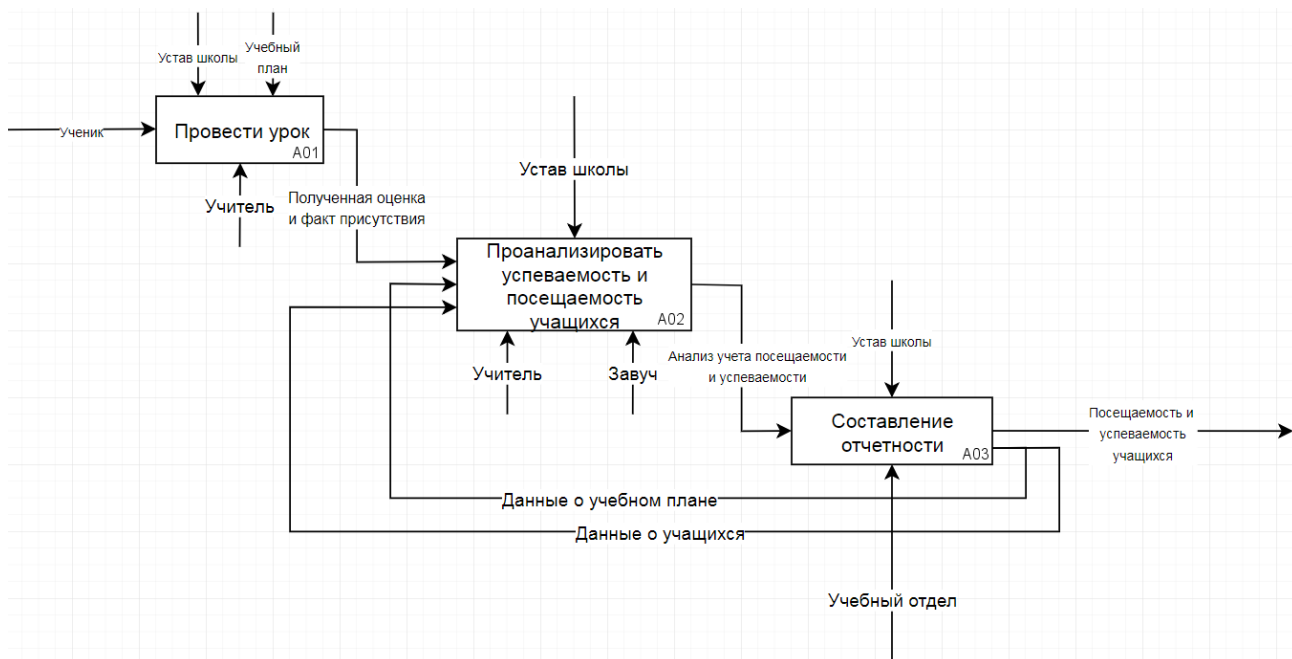 Устав школы
Учебный
план
Ученик
Провести урок
A01
Учитель
Полученная оценка
и факт присутствия
Устав школы
Проанализировать
успеваемость и
посещаемость
учащихся
A02
Учитель
Завуч
Анализ учета посещаемости
и успеваемости
Устав школы
Составление
отчетности
A03
Посещаемость и
успеваемость
учащихся
Данные о учебном плане
Данные о учащихся
Учебный отдел